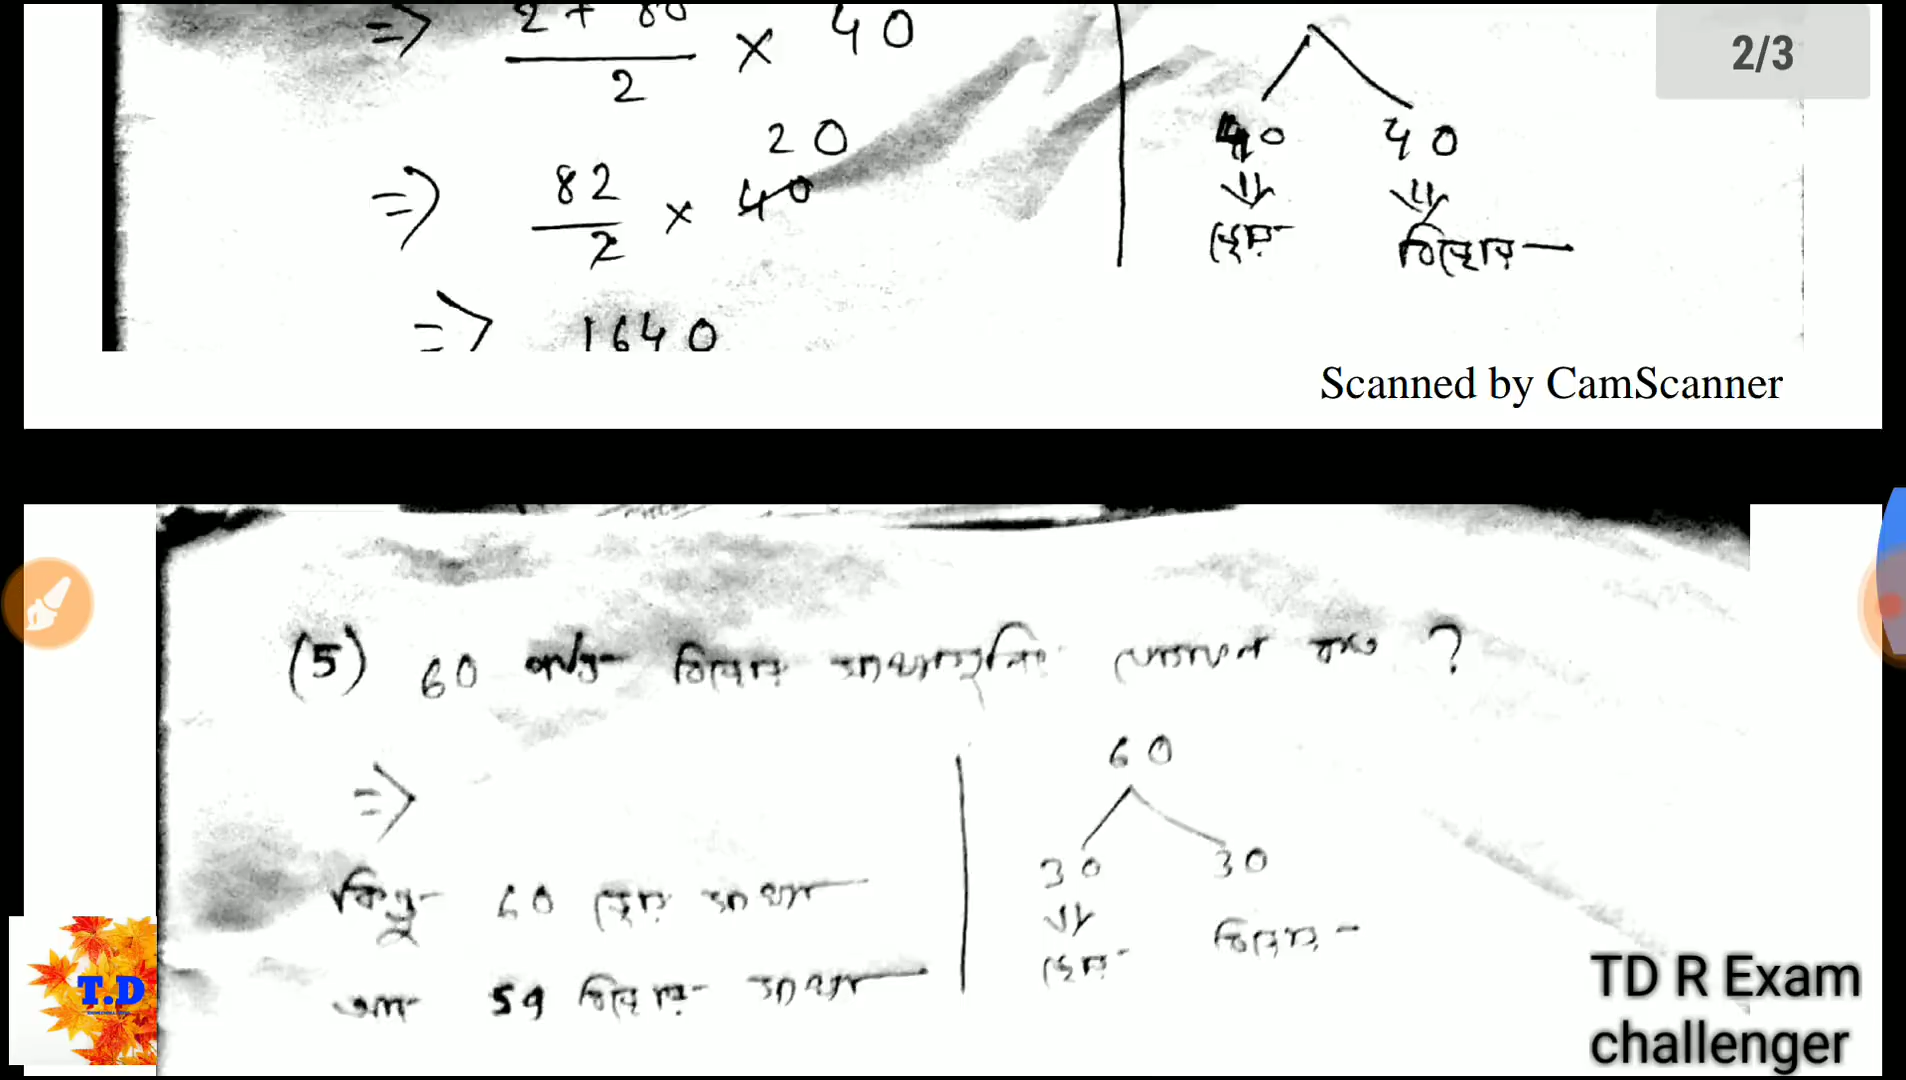 => 2 + 80 / 2 × 40
2/3
20
=> 82 / 2 × 40
=> 1640
40 40
জোড়
বিজোড়
Scanned by CamScanner
(5) 60 পর্যন্ত বিজোড় সংখ্যাগুলির যোগফল কত ?
60
=>
30 30
কিন্তু 60 জোড় সংখ্যা
জোড় বিজোড়
59 বিজোড় সংখ্যা
T.D
TD R Exam
challenger